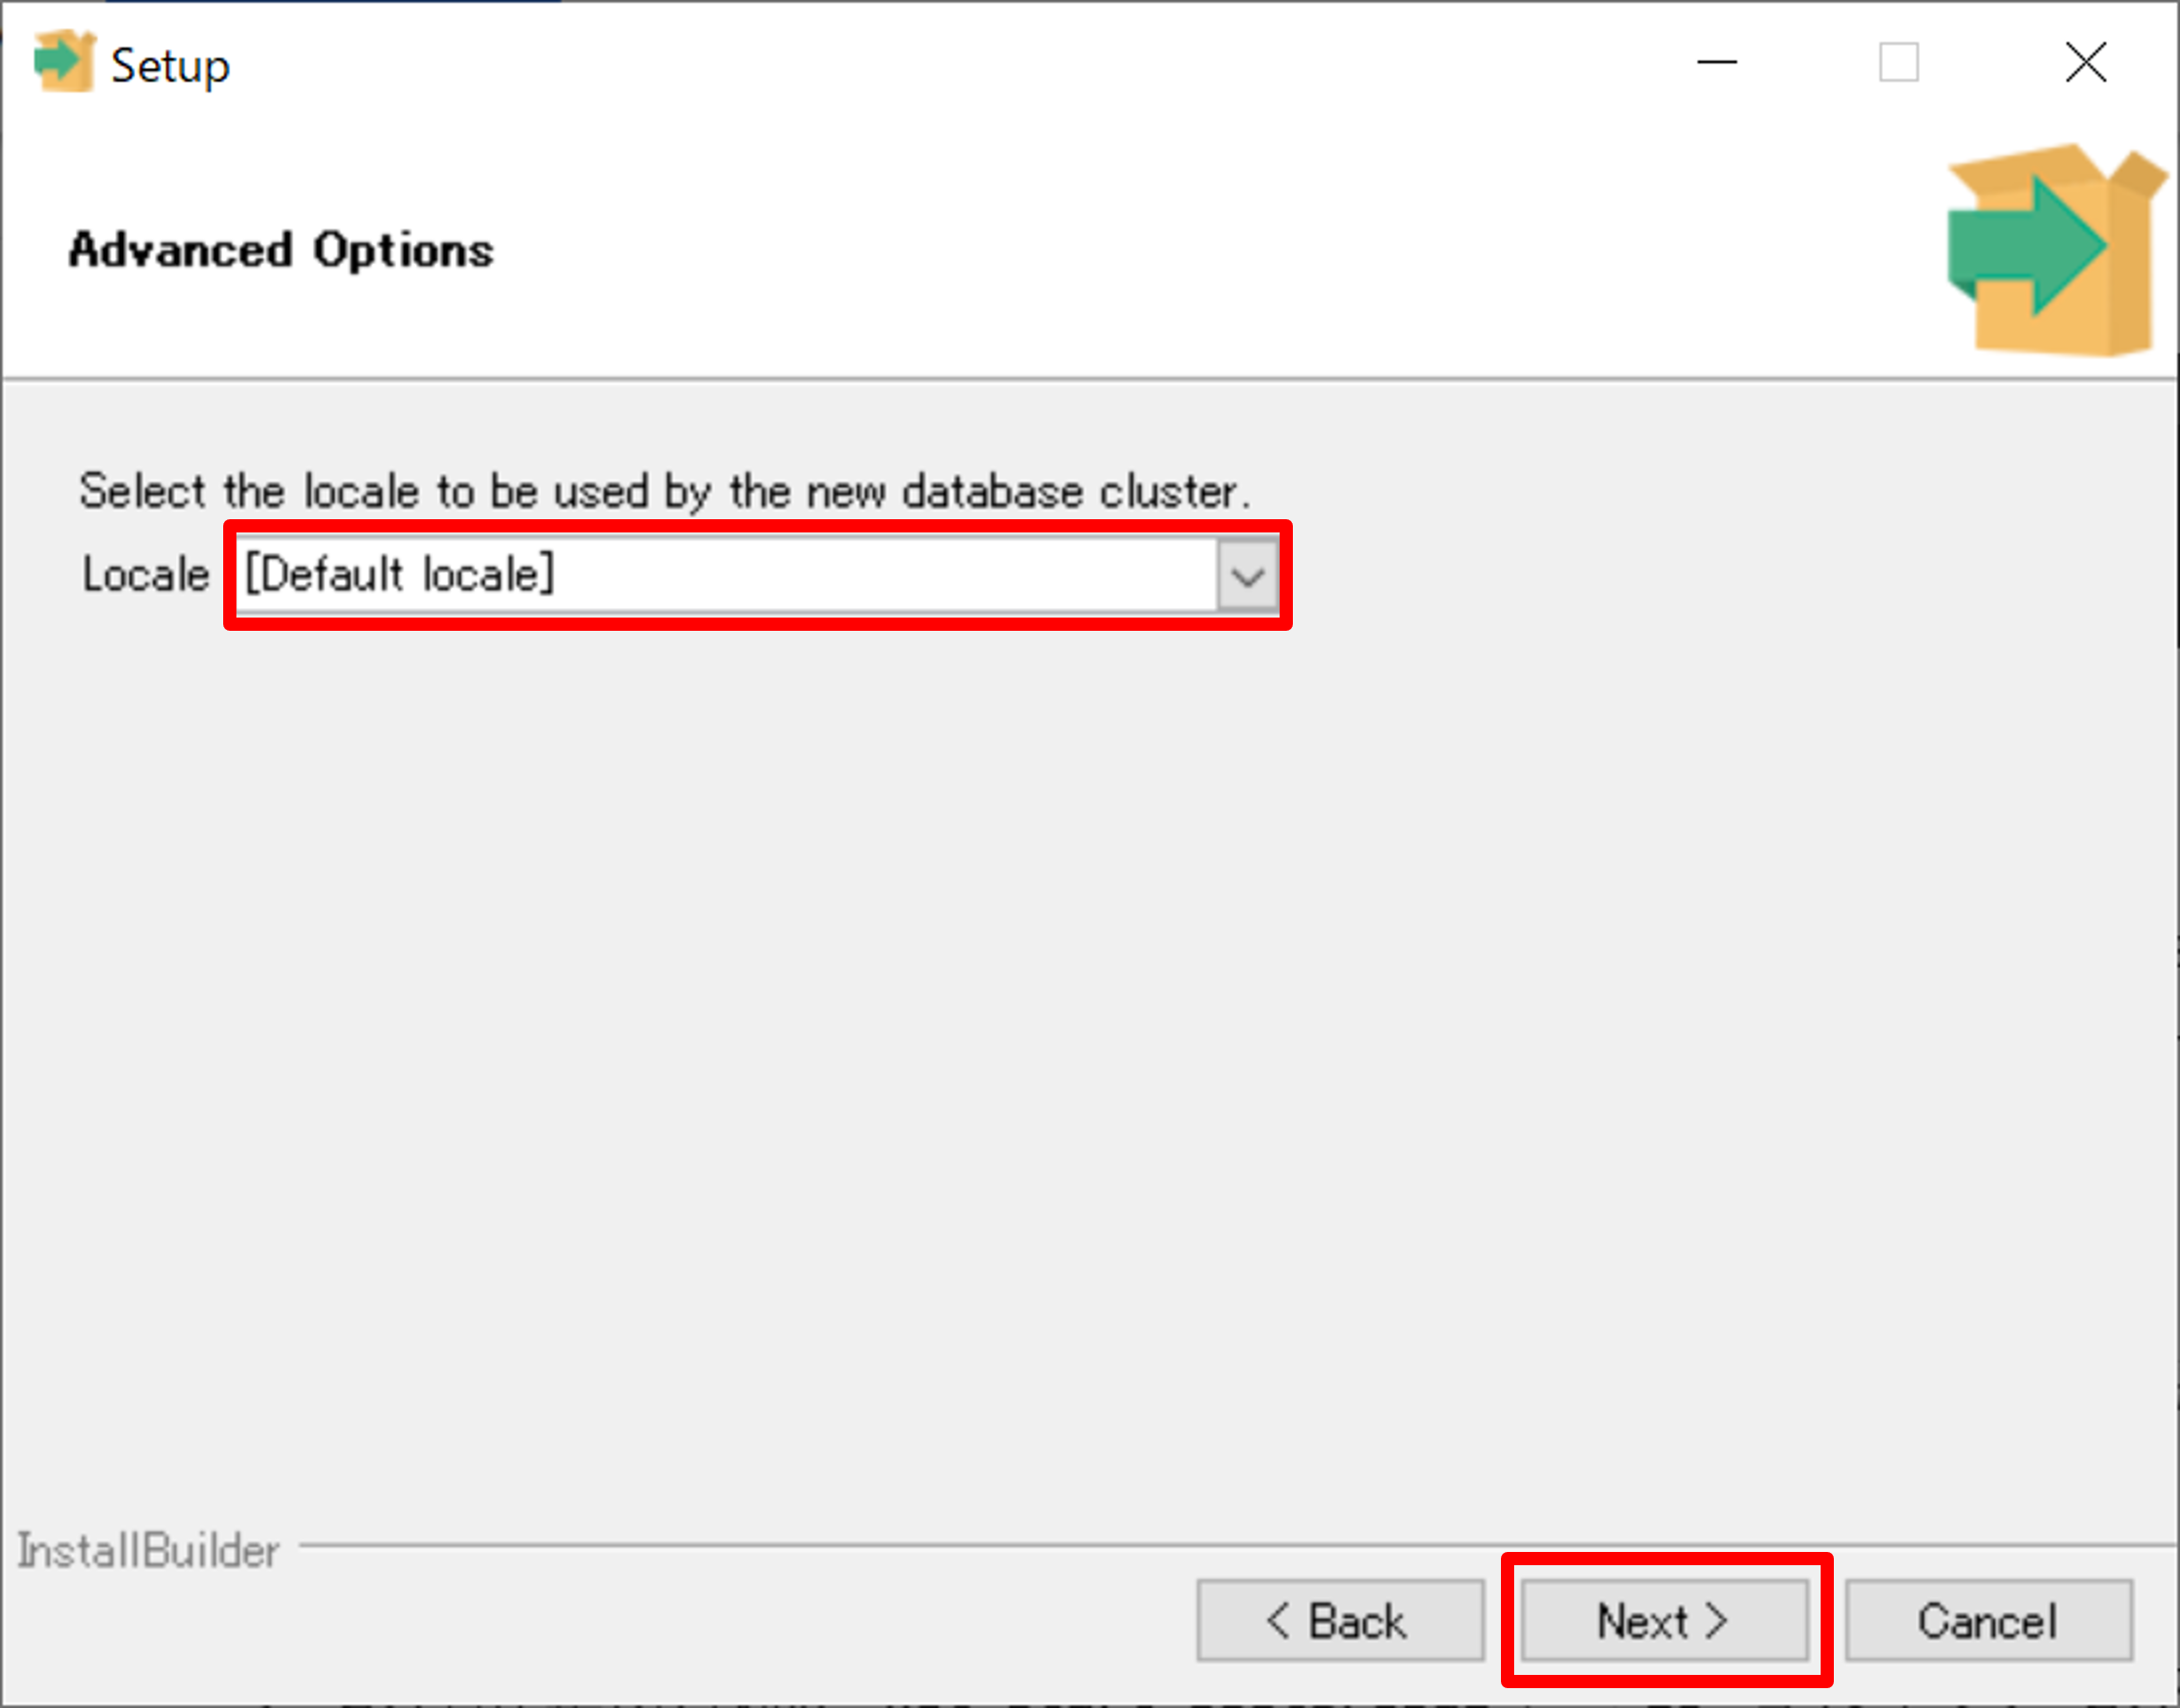 Setup
Advanced Options
Select the locale to be used by the new database cluster.
Locale [Default locale]
InstallBuilder
< Back Next > Cancel